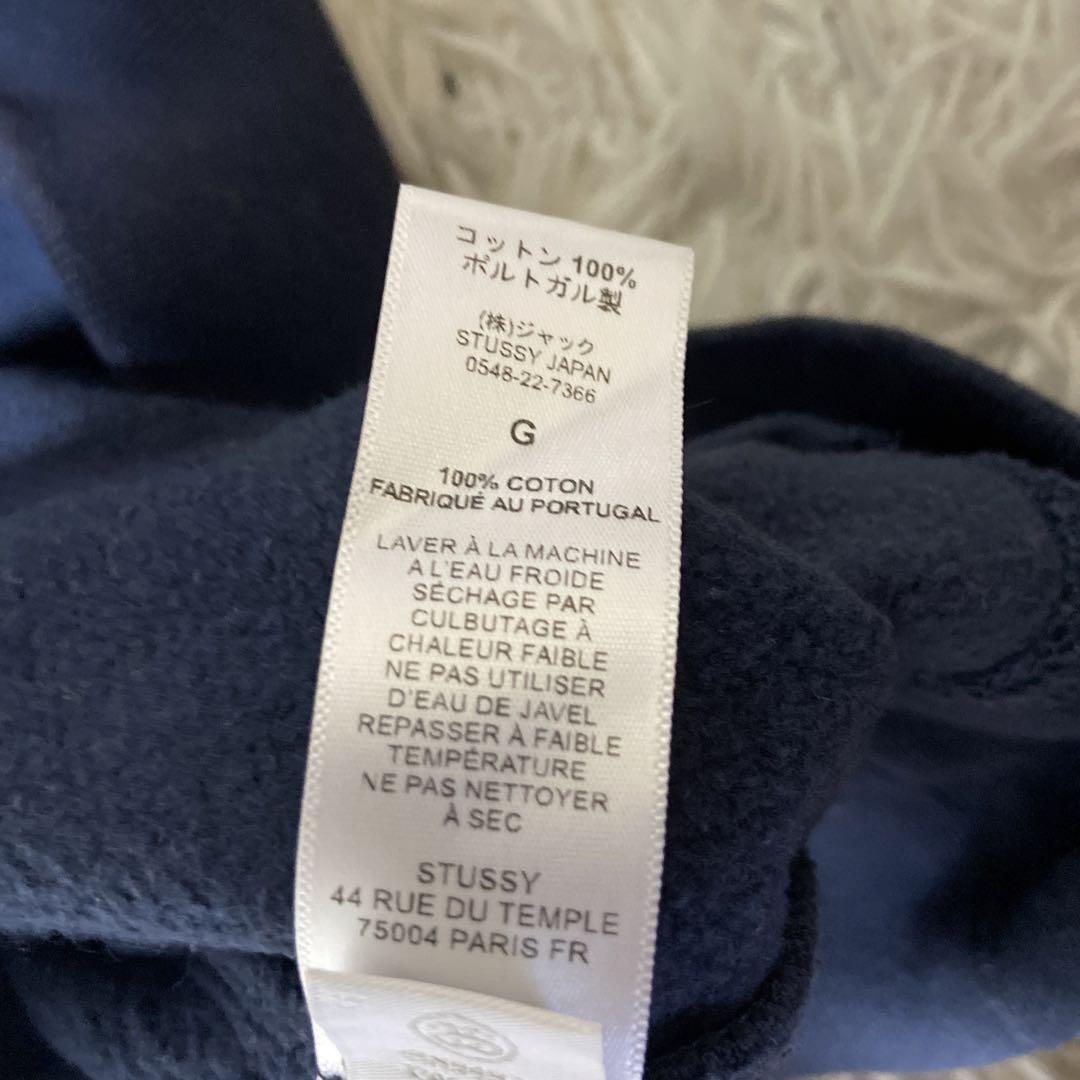 コットン 100%
ポルトガル製
(株)ジャック
STUSSY JAPAN
0548-22-7366
G
100% COTON
FABRIQUÉ AU PORTUGAL
LAVER À LA MACHINE
A L'EAU FROIDE
SÉCHAGE PAR
CULBUTAGE À
CHALEUR FAIBLE
NE PAS UTILISER
D'EAU DE JAVEL
REPASSER À FAIBLE
TEMPÉRATURE
NE PAS NETTOYER
À SEC
STUSSY
44 RUE DU TEMPLE
75004 PARIS FR